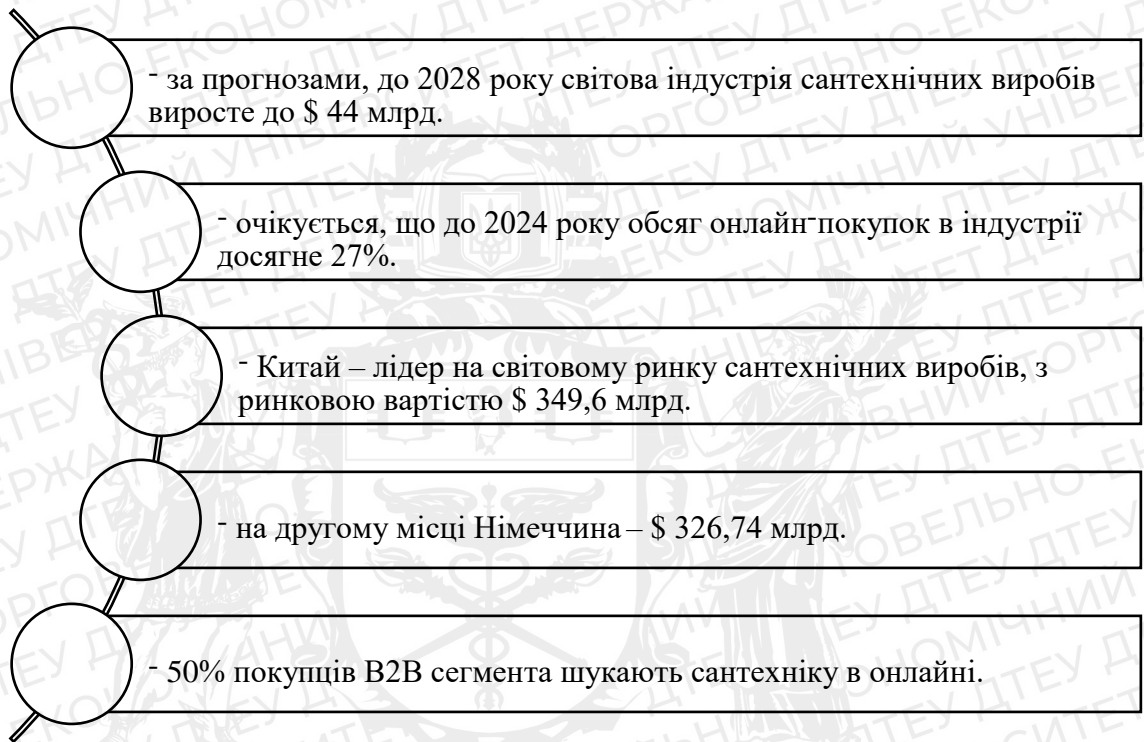 - за прогнозами, до 2028 року світова індустрія сантехнічних виробів
виросте до $ 44 млрд.
- очікується, що до 2024 року обсяг онлайн-покупок в індустрії
досягне 27%.
- Китай – лідер на світовому ринку сантехнічних виробів, з
ринковою вартістю $ 349,6 млрд.
- на другому місці Німеччина – $ 326,74 млрд.
- 50% покупців B2B сегмента шукають сантехніку в онлайні.